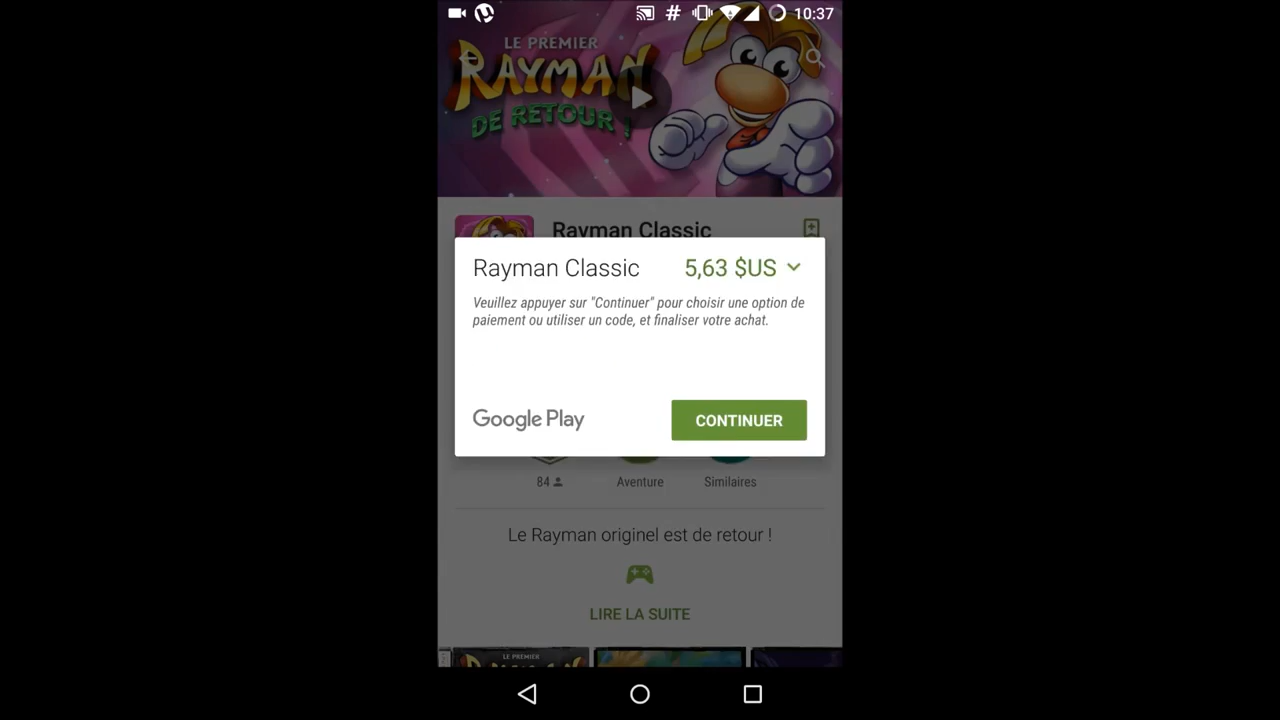 10:37
LE PREMIER
RAYMAN
DE RETOUR !
Rayman Classic
Rayman Classic 5,63 $US
Veuillez appuyer sur "Continuer" pour choisir une option de
paiement ou utiliser un code, et finaliser votre achat.
Google Play CONTINUER
84 Aventure Similaires
Le Rayman originel est de retour !
LIRE LA SUITE
LE PREMIER
RAYMAN